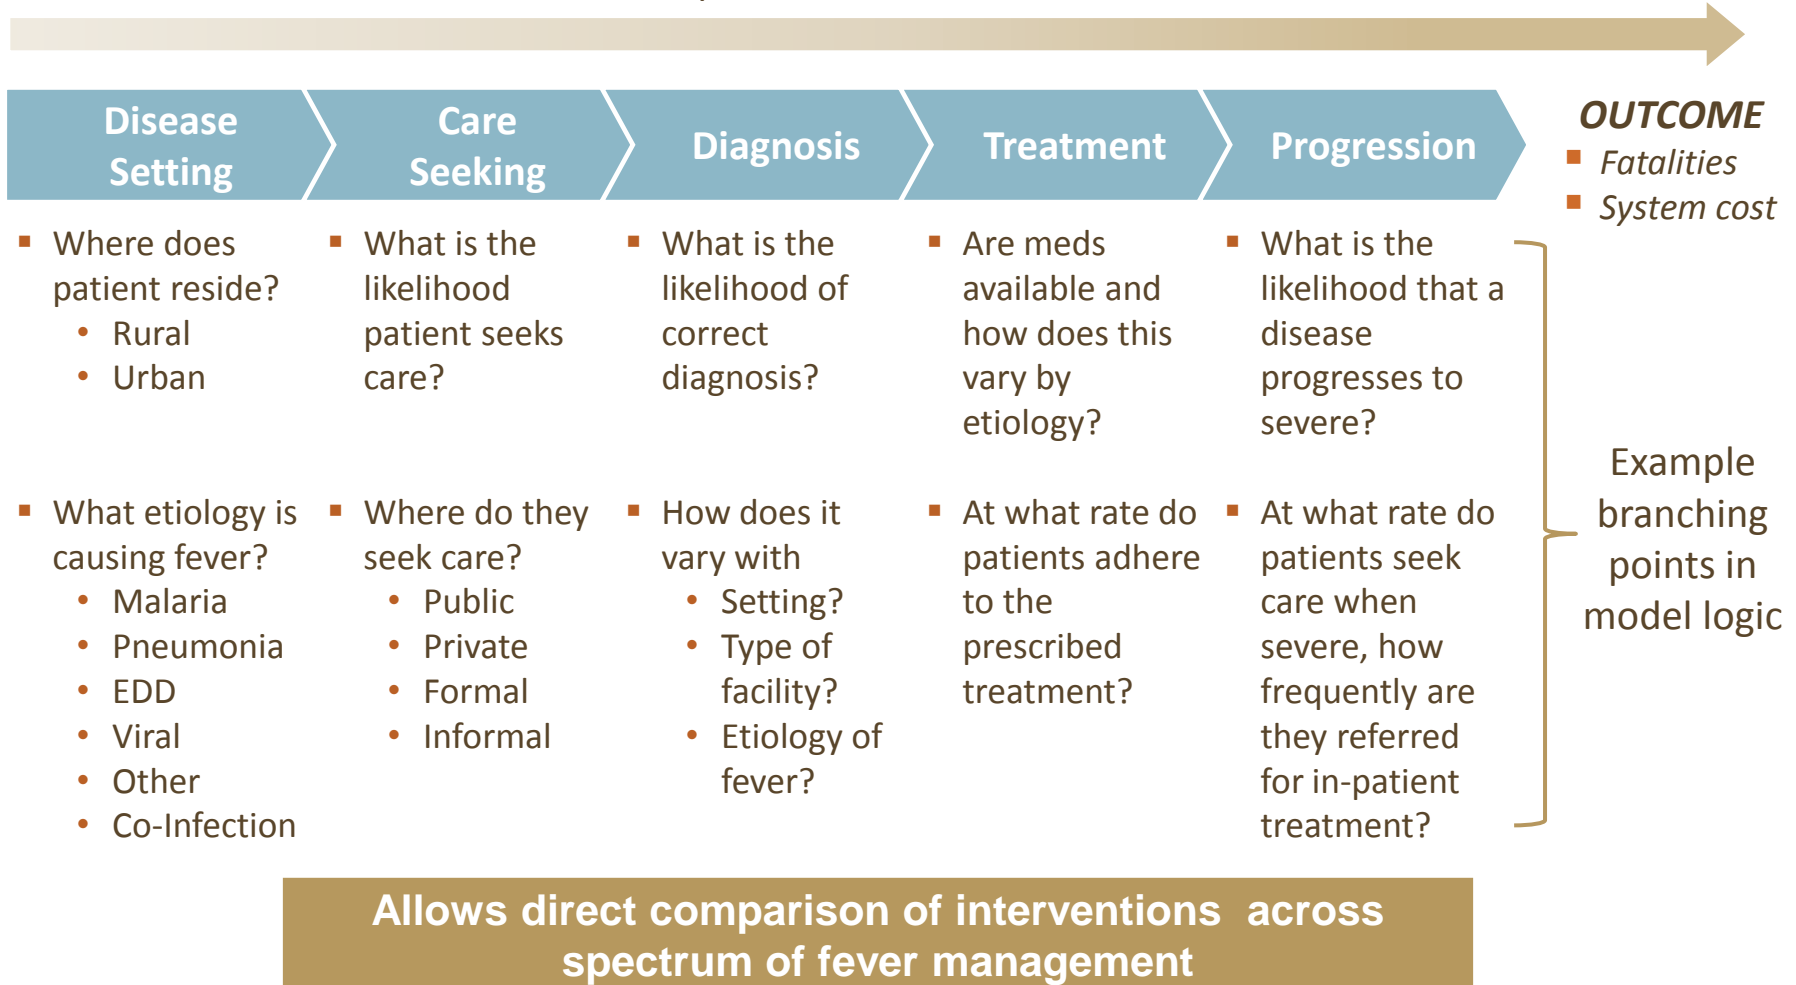 Disease
Setting
Care
Seeking
Diagnosis
Treatment
Progression
OUTCOME
▪ Fatalities
▪ System cost
▪ Where does
patient reside?
• Rural
• Urban
▪ What etiology is
causing fever?
• Malaria
• Pneumonia
• EDD
• Viral
• Other
• Co-Infection
▪ What is the
likelihood
patient seeks
care?
▪ Where do they
seek care?
• Public
• Private
• Formal
• Informal
▪ What is the
likelihood of
correct
diagnosis?
▪ How does it
vary with
• Setting?
• Type of
facility?
• Etiology of
fever?
▪ Are meds
available and
how does this
vary by
etiology?
▪ At what rate do
patients adhere
to the
prescribed
treatment?
▪ What is the
likelihood that a
disease
progresses to
severe?
▪ At what rate do
patients seek
care when
severe, how
frequently are
they referred
for in-patient
treatment?
Example
branching
points in
model logic
Allows direct comparison of interventions across
spectrum of fever management